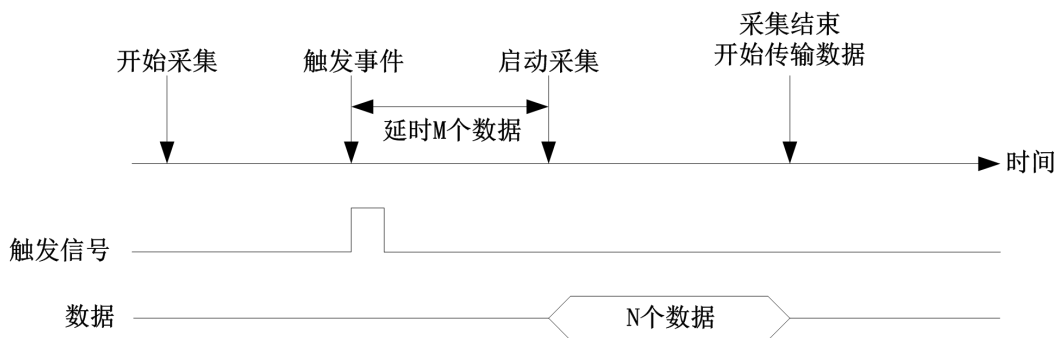 采集结束
开始传输数据
开始采集
触发事件
启动采集
延时M个数据
时间
触发信号
数据
N个数据